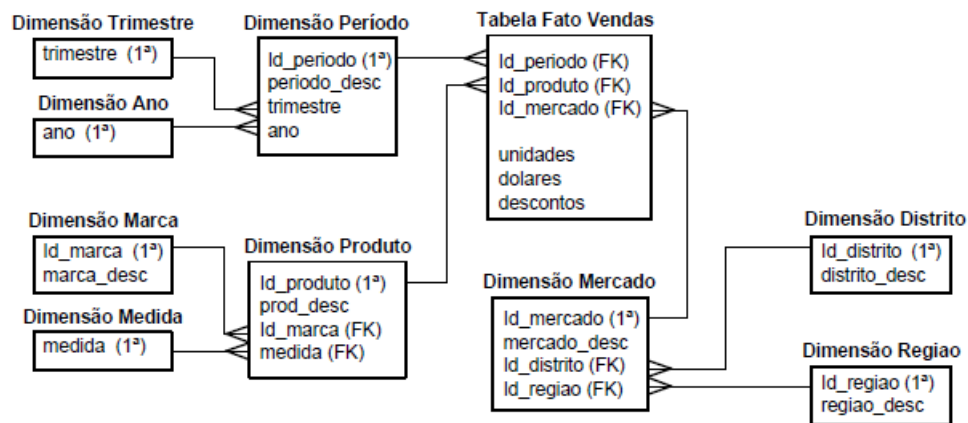 Dimensão Trimestre
trimestre (1ª)
Dimensão Ano
ano (1ª)
Dimensão Período
Id_periodo (1ª)
periodo_desc
trimestre
ano
Tabela Fato Vendas
Id_periodo (FK)
Id_produto (FK)
Id_mercado (FK)
unidades
dolares
descontos
Dimensão Marca
Id_marca (1ª)
marca_desc
Dimensão Medida
medida (1ª)
Dimensão Produto
Id_produto (1ª)
prod_desc
Id_marca (FK)
medida (FK)
Dimensão Mercado
Id_mercado (1ª)
mercado_desc
Id_distrito (FK)
Id_regiao (FK)
Dimensão Distrito
Id_distrito (1ª)
distrito_desc
Dimensão Regiao
Id_regiao (1ª)
regiao_desc